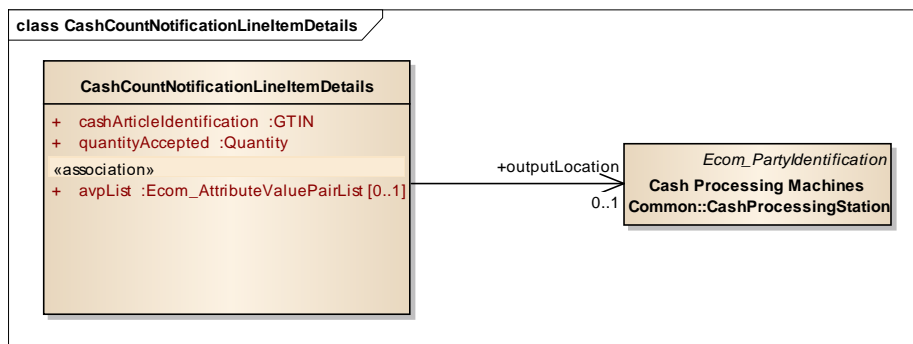 class CashCountNotificationLineItemDetails
CashCountNotificationLineItemDetails
+ cashArticleIdentification :GTIN
+ quantityAccepted :Quantity
«association»
+ avpList :Ecom_AttributeValuePairList [0..1]
+outputLocation
0..1
Ecom_PartyIdentification
Cash Processing Machines
Common::CashProcessingStation